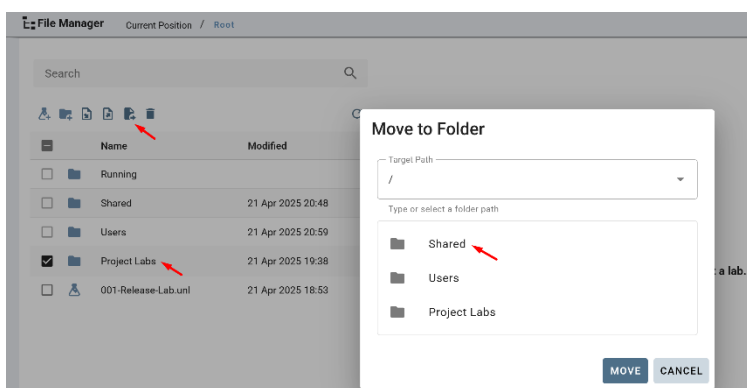 File Manager Current Position / Root
Search
Name Modified
Running
Shared 21 Apr 2025 20:48
Users 21 Apr 2025 20:59
Project Labs 21 Apr 2025 19:38
001-Release-Lab.unl 21 Apr 2025 18:53
Move to Folder
Target Path
/
Type or select a folder path
Shared
Users
Project Labs
MOVE CANCEL
a lab.